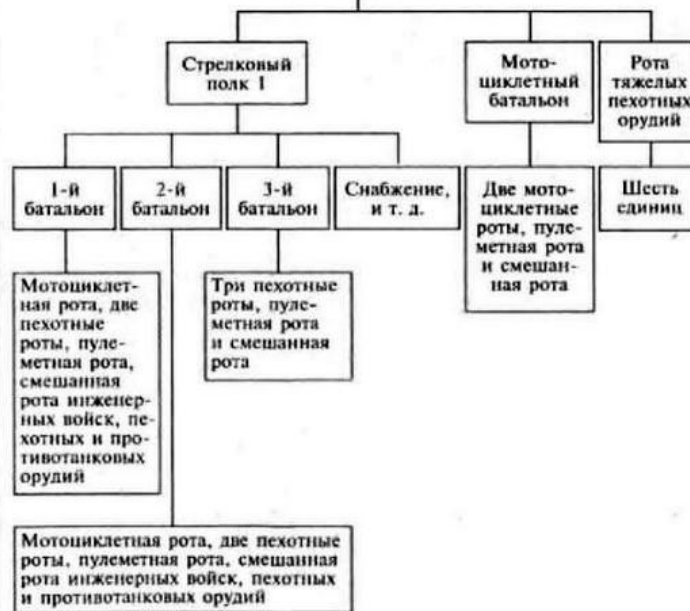 Стрелковый
полк I
Мото-
циклетный
батальон
Рота
тяжелых
пехотных
орудий
1-й
батальон
2-й
батальон
3-й
батальон
Снабжение,
и т. д.
Две мото-
циклетные
роты, пуле-
метная рота
и смешан-
ная рота
Шесть
единиц
Мотоциклет-
ная рота, две
пехотные
роты, пуле-
метная рота,
смешанная
рота инженер-
ных войск, пе-
хотных и про-
тивотанковых
орудий
Три пехотные
роты, пуле-
метная рота
и смешанная
рота
Мотоциклетная рота, две пехотные
роты, пулеметная рота, смешанная
рота инженерных войск, пехотных
и противотанковых орудий